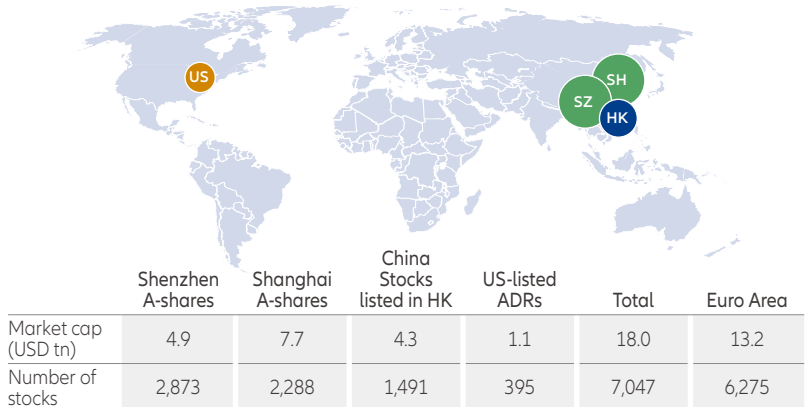 US
SH
SZ
HK
Shenzhen A-shares
Shanghai A-shares
China Stocks listed in HK
US-listed ADRs
Total
Euro Area
Market cap (USD tn) 4.9 7.7 4.3 1.1 18.0 13.2
Number of stocks 2,873 2,288 1,491 395 7,047 6,275